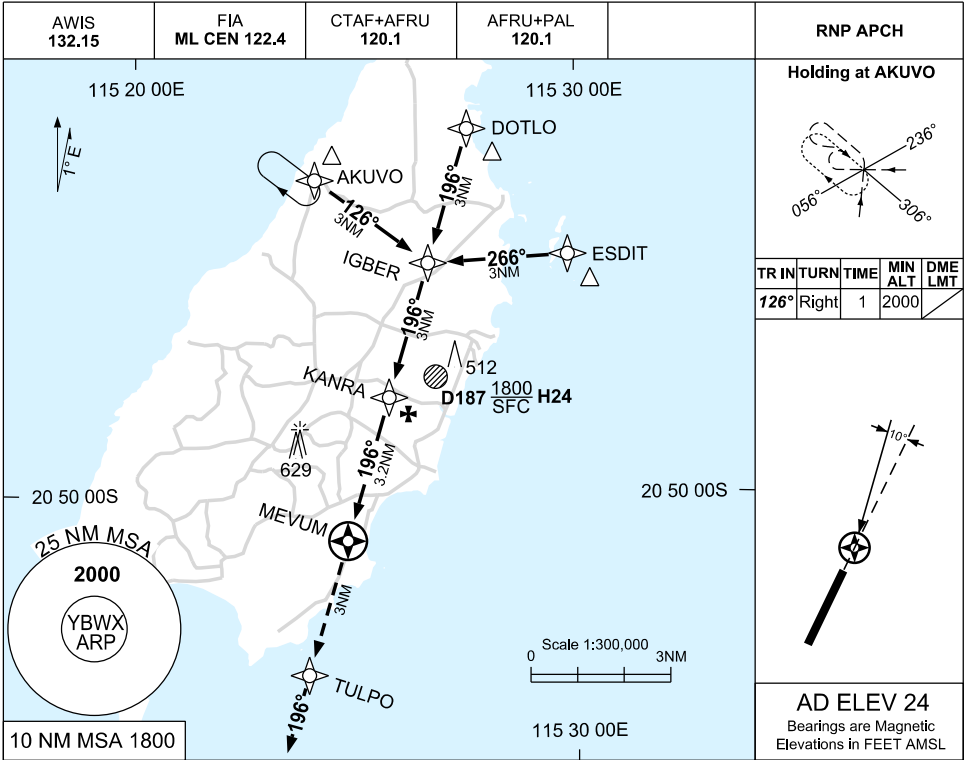 AWIS
132.15
FIA
ML CEN 122.4
CTAF+AFRU
120.1
AFRU+PAL
120.1
RNP APCH
115 20 00E
115 30 00E
1° E
DOTLO
AKUVO
196°
3NM
126°
3NM
IGBER
266°
3NM
ESDIT
196°
3NM
512
KANRA
D187 1800
SFC H24
629
196°
3.2NM
20 50 00S
20 50 00S
MEVUM
25 NM MSA
2000
YBWX
ARP
3NM
Scale 1:300,000
0 3NM
TULPO
196°
10 NM MSA 1800
115 30 00E
Holding at AKUVO
236°
056°
306°
TR IN TURN TIME MIN ALT DME LMT
126° Right 1 2000
10°
AD ELEV 24
Bearings are Magnetic
Elevations in FEET AMSL